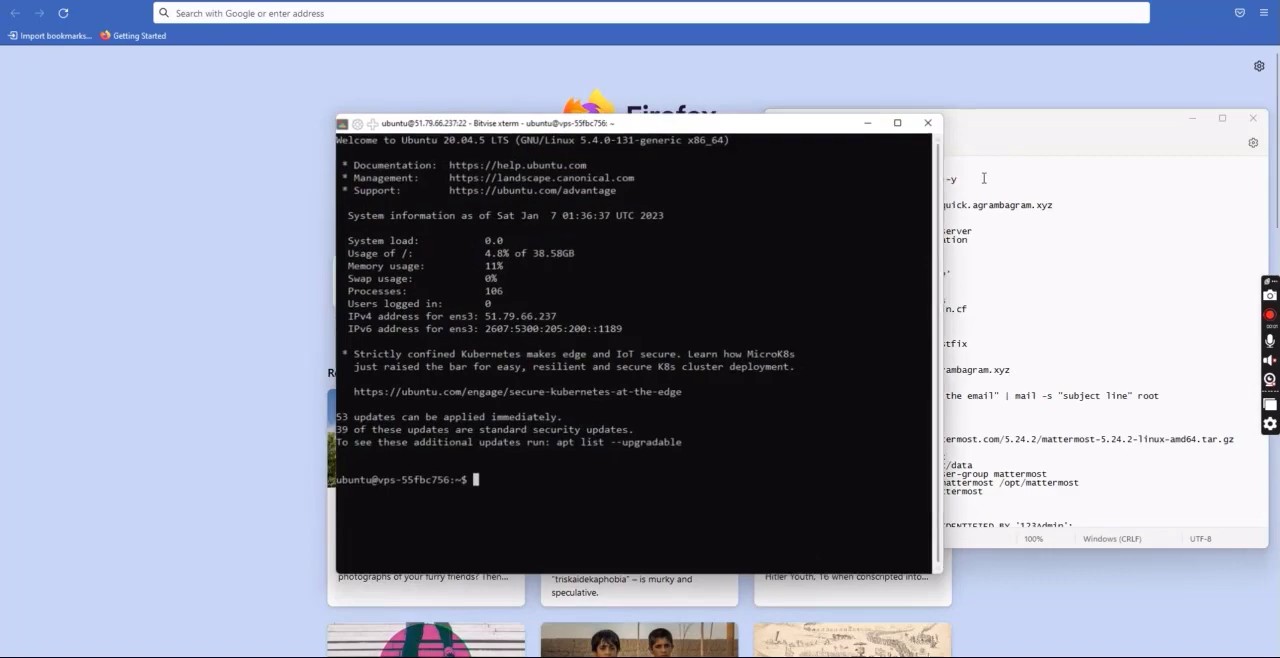 Search with Google or enter address
Import bookmarks...
Getting Started
Firefox
ubuntu@51.79.66.237:22 - Bitvise xterm - ubuntu@vps-55fbc756: ~
Welcome to Ubuntu 20.04.5 LTS (GNU/Linux 5.4.0-131-generic x86_64)
* Documentation: https://help.ubuntu.com
* Management: https://landscape.canonical.com
* Support: https://ubuntu.com/advantage
System information as of Sat Jan 7 01:36:37 UTC 2023
System load: 0.0
Usage of /: 4.8% of 38.58GB
Memory usage: 11%
Swap usage: 0%
Processes: 106
Users logged in: 0
IPv4 address for ens3: 51.79.66.237
IPv6 address for ens3: 2607:5300:205:200::1189
* Strictly confined Kubernetes makes edge and IoT secure. Learn how MicroK8s
just raised the bar for easy, resilient and secure K8s cluster deployment.
https://ubuntu.com/engage/secure-kubernetes-at-the-edge
53 updates can be applied immediately.
39 of these updates are standard security updates.
To see these additional updates run: apt list --upgradable
ubuntu@vps-55fbc756:~$
-y
quick.agrambagram.xyz
erver
ation
n.cf
stfix
ambagram.xyz
the email" | mail -s "subject line" root
termost.com/5.24.2/mattermost-5.24.2-linux-amd64.tar.gz
t/data
ser-group mattermost
mattermost /opt/mattermost
termost
DENTIFIED BY '123Admin';
100%
Windows (CRLF)
UTF-8
photographs of your furry friends? Then...
"triskaidekaphobia" – is murky and
speculative.
Hitler Youth, 16 when conscripted into...